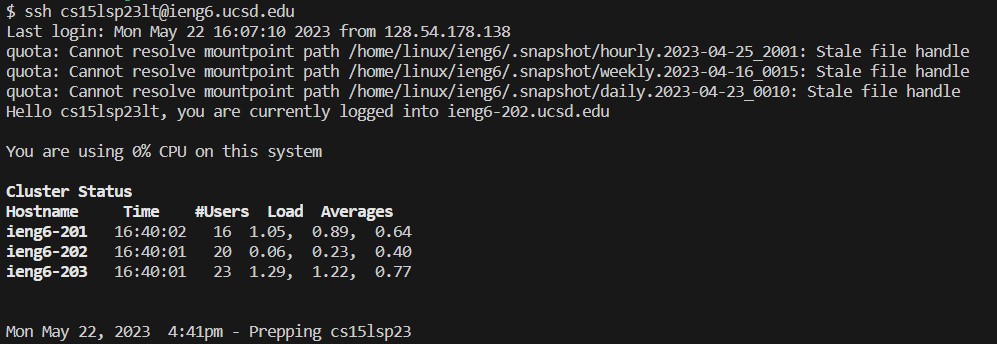 $ ssh cs15lsp23lt@ieng6.ucsd.edu
Last login: Mon May 22 16:07:10 2023 from 128.54.178.138
quota: Cannot resolve mountpoint path /home/linux/ieng6/.snapshot/hourly.2023-04-25_2001: Stale file handle
quota: Cannot resolve mountpoint path /home/linux/ieng6/.snapshot/weekly.2023-04-16_0015: Stale file handle
quota: Cannot resolve mountpoint path /home/linux/ieng6/.snapshot/daily.2023-04-23_0010: Stale file handle
Hello cs15lsp23lt, you are currently logged into ieng6-202.ucsd.edu
You are using 0% CPU on this system
Cluster Status
Hostname     Time    #Users  Load  Averages
ieng6-201   16:40:02   16  1.05,  0.89,  0.64
ieng6-202   16:40:01   20  0.06,  0.23,  0.40
ieng6-203   16:40:01   23  1.29,  1.22,  0.77
Mon May 22, 2023  4:41pm - Prepping cs15lsp23